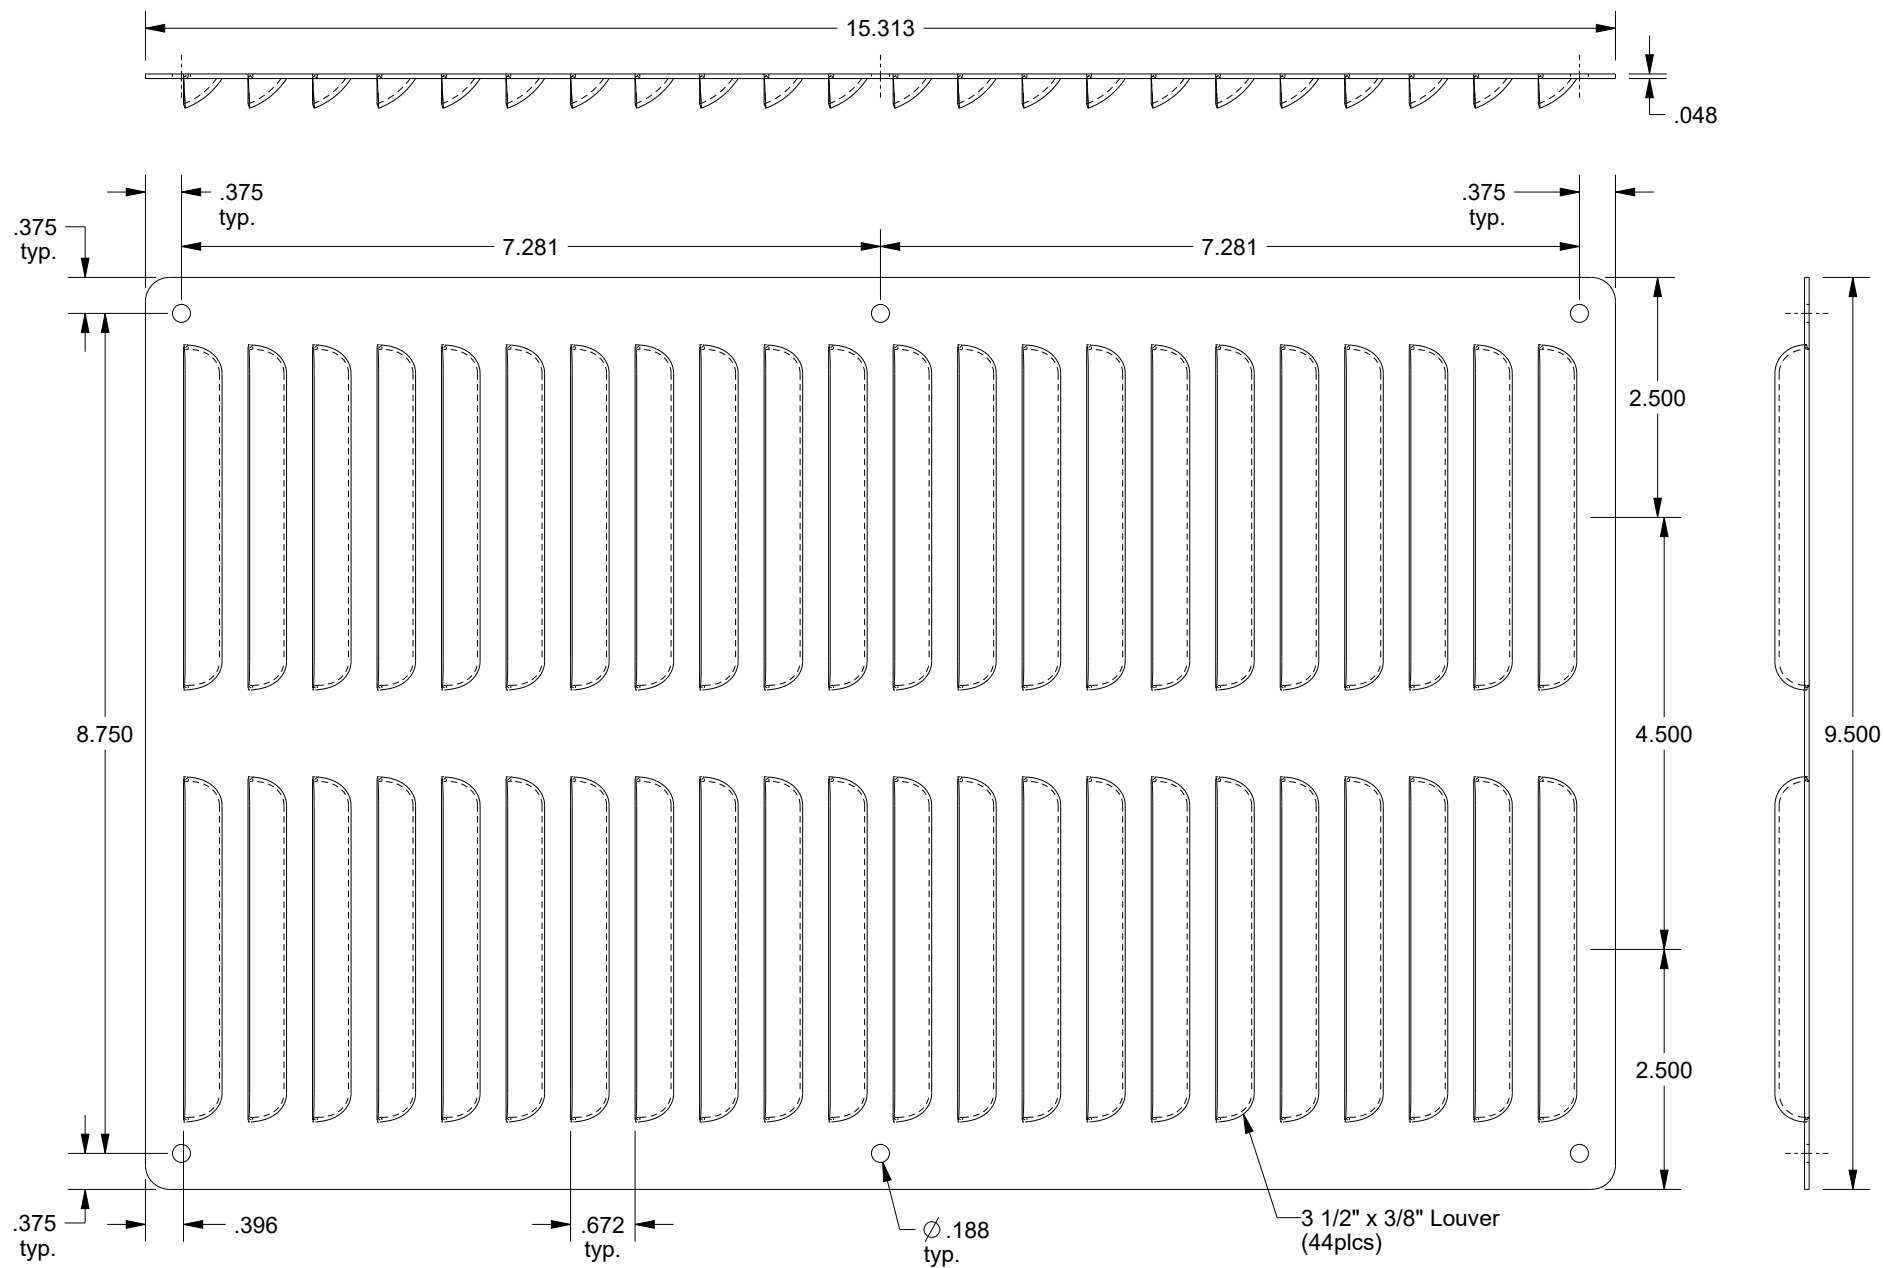 15.313
.048
.375
typ.
.375
typ.
.375
typ.
7.281
7.281
2.500
8.750
4.500
9.500
2.500
.375
typ.
.396
.672
typ.
Ø.188
typ.
3 1/2" x 3/8" Louver
(44plcs)